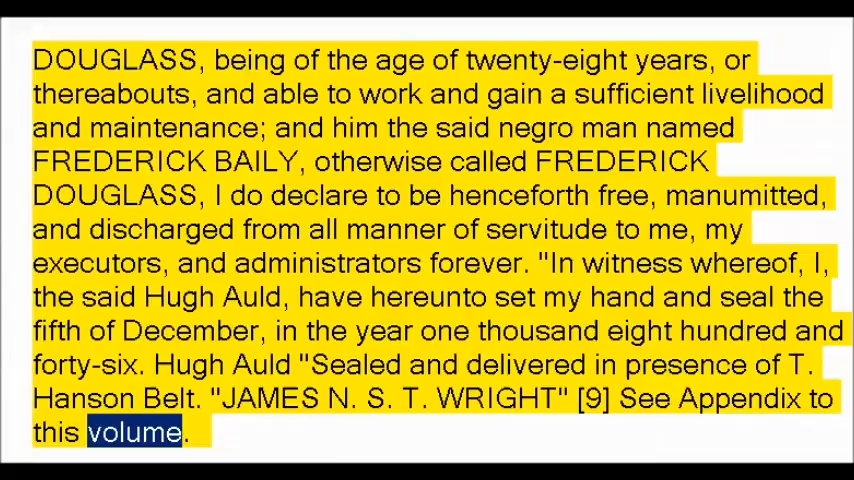 DOUGLASS, being of the age of twenty-eight years, or
thereabouts, and able to work and gain a sufficient livelihood
and maintenance; and him the said negro man named
FREDERICK BAILY, otherwise called FREDERICK
DOUGLASS, I do declare to be henceforth free, manumitted,
and discharged from all manner of servitude to me, my
executors, and administrators forever. "In witness whereof, I,
the said Hugh Auld, have hereunto set my hand and seal the
fifth of December, in the year one thousand eight hundred and
forty-six. Hugh Auld "Sealed and delivered in presence of T.
Hanson Belt. "JAMES N. S. T. WRIGHT" [9] See Appendix to
this volume.